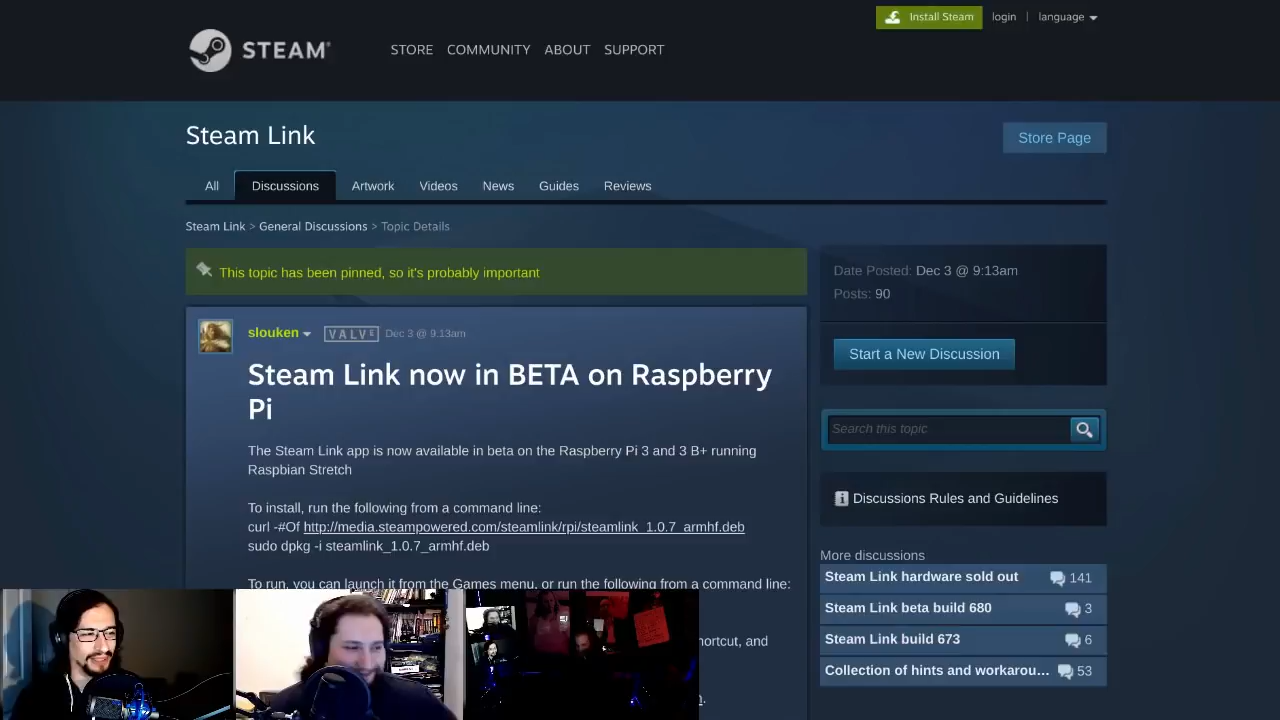 Install Steam
login
language
STEAM
STORE COMMUNITY ABOUT SUPPORT
Steam Link
Store Page
All Discussions Artwork Videos News Guides Reviews
Steam Link > General Discussions > Topic Details
This topic has been pinned, so it's probably important
slouken VALVE Dec 3 @ 9:13am
Steam Link now in BETA on Raspberry
Pi
The Steam Link app is now available in beta on the Raspberry Pi 3 and 3 B+ running
Raspbian Stretch
To install, run the following from a command line:
curl -#Of http://media.steampowered.com/steamlink/rpi/steamlink_1.0.7_armhf.deb
sudo dpkg -i steamlink_1.0.7_armhf.deb
To run, you can launch it from the Games menu, or run the following from a command line:
hortcut, and
Date Posted: Dec 3 @ 9:13am
Posts: 90
Start a New Discussion
Search this topic
Discussions Rules and Guidelines
More discussions
Steam Link hardware sold out 141
Steam Link beta build 680 3
Steam Link build 673 6
Collection of hints and workarou... 53